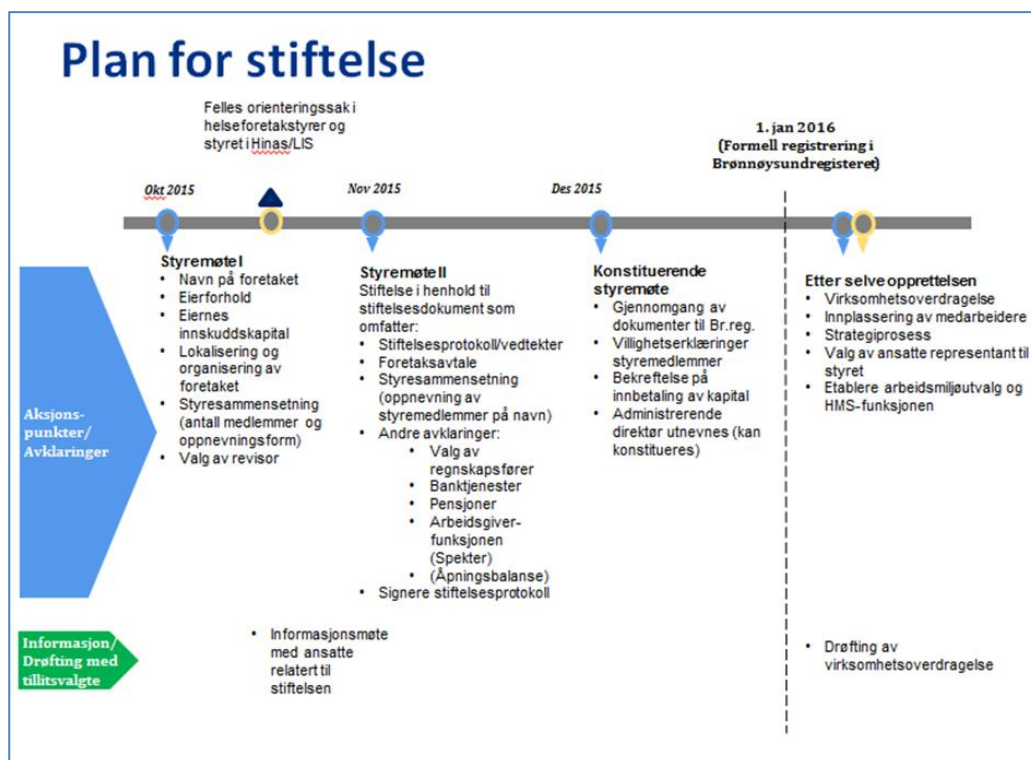 Plan for stiftelse
Felles orienteringssak i
helseforetakstyrer og
styret i Hinas/LIS
1. jan 2016
(Formell registrering i
Brønnøysundregisteret)
Okt 2015
Nov 2015
Des 2015
Aksjons-
punkter/
Avklaringer
Styremøte I
• Navn på foretaket
• Eierforhold
• Eiernes
innskuddskapital
• Lokalisering og
organisering av
foretaket
• Styresammensetning
(antall medlemmer og
oppnevningsform)
• Valg av revisor
Styremøte II
Stiftelse i henhold til
stiftelsesdokument som
omfatter:
• Stiftelsesprotokoll/vedtekter
• Foretaksavtale
• Styresammensetning
(oppnevning av
styremedlemmer på navn)
• Andre avklaringer:
• Valg av
regnskapsfører
• Banktjenester
• Pensjoner
• Arbeidsgiver-
funksjonen
(Spekter)
• (Åpningsbalanse)
• Signere stiftelsesprotokoll
Konstituerende
styremøte
• Gjennomgang av
dokumenter til Br.reg.
• Villighetserklæringer
styremedlemmer
• Bekreftelse på
innbetaling av kapital
• Administrerende
direktør utnevnes (kan
konstitueres)
Etter selve opprettelsen
• Virksomhetsoverdragelse
• Innplassering av medarbeidere
• Strategiprosess
• Valg av ansatte representant til
styret
• Etablere arbeidsmiljøutvalg og
HMS-funksjonen
Informasjon/
Drøfting med
tillitsvalgte
• Informasjonsmøte
med ansatte
relatert til
stiftelsen
• Drøfting av
virksomhetsoverdragelse